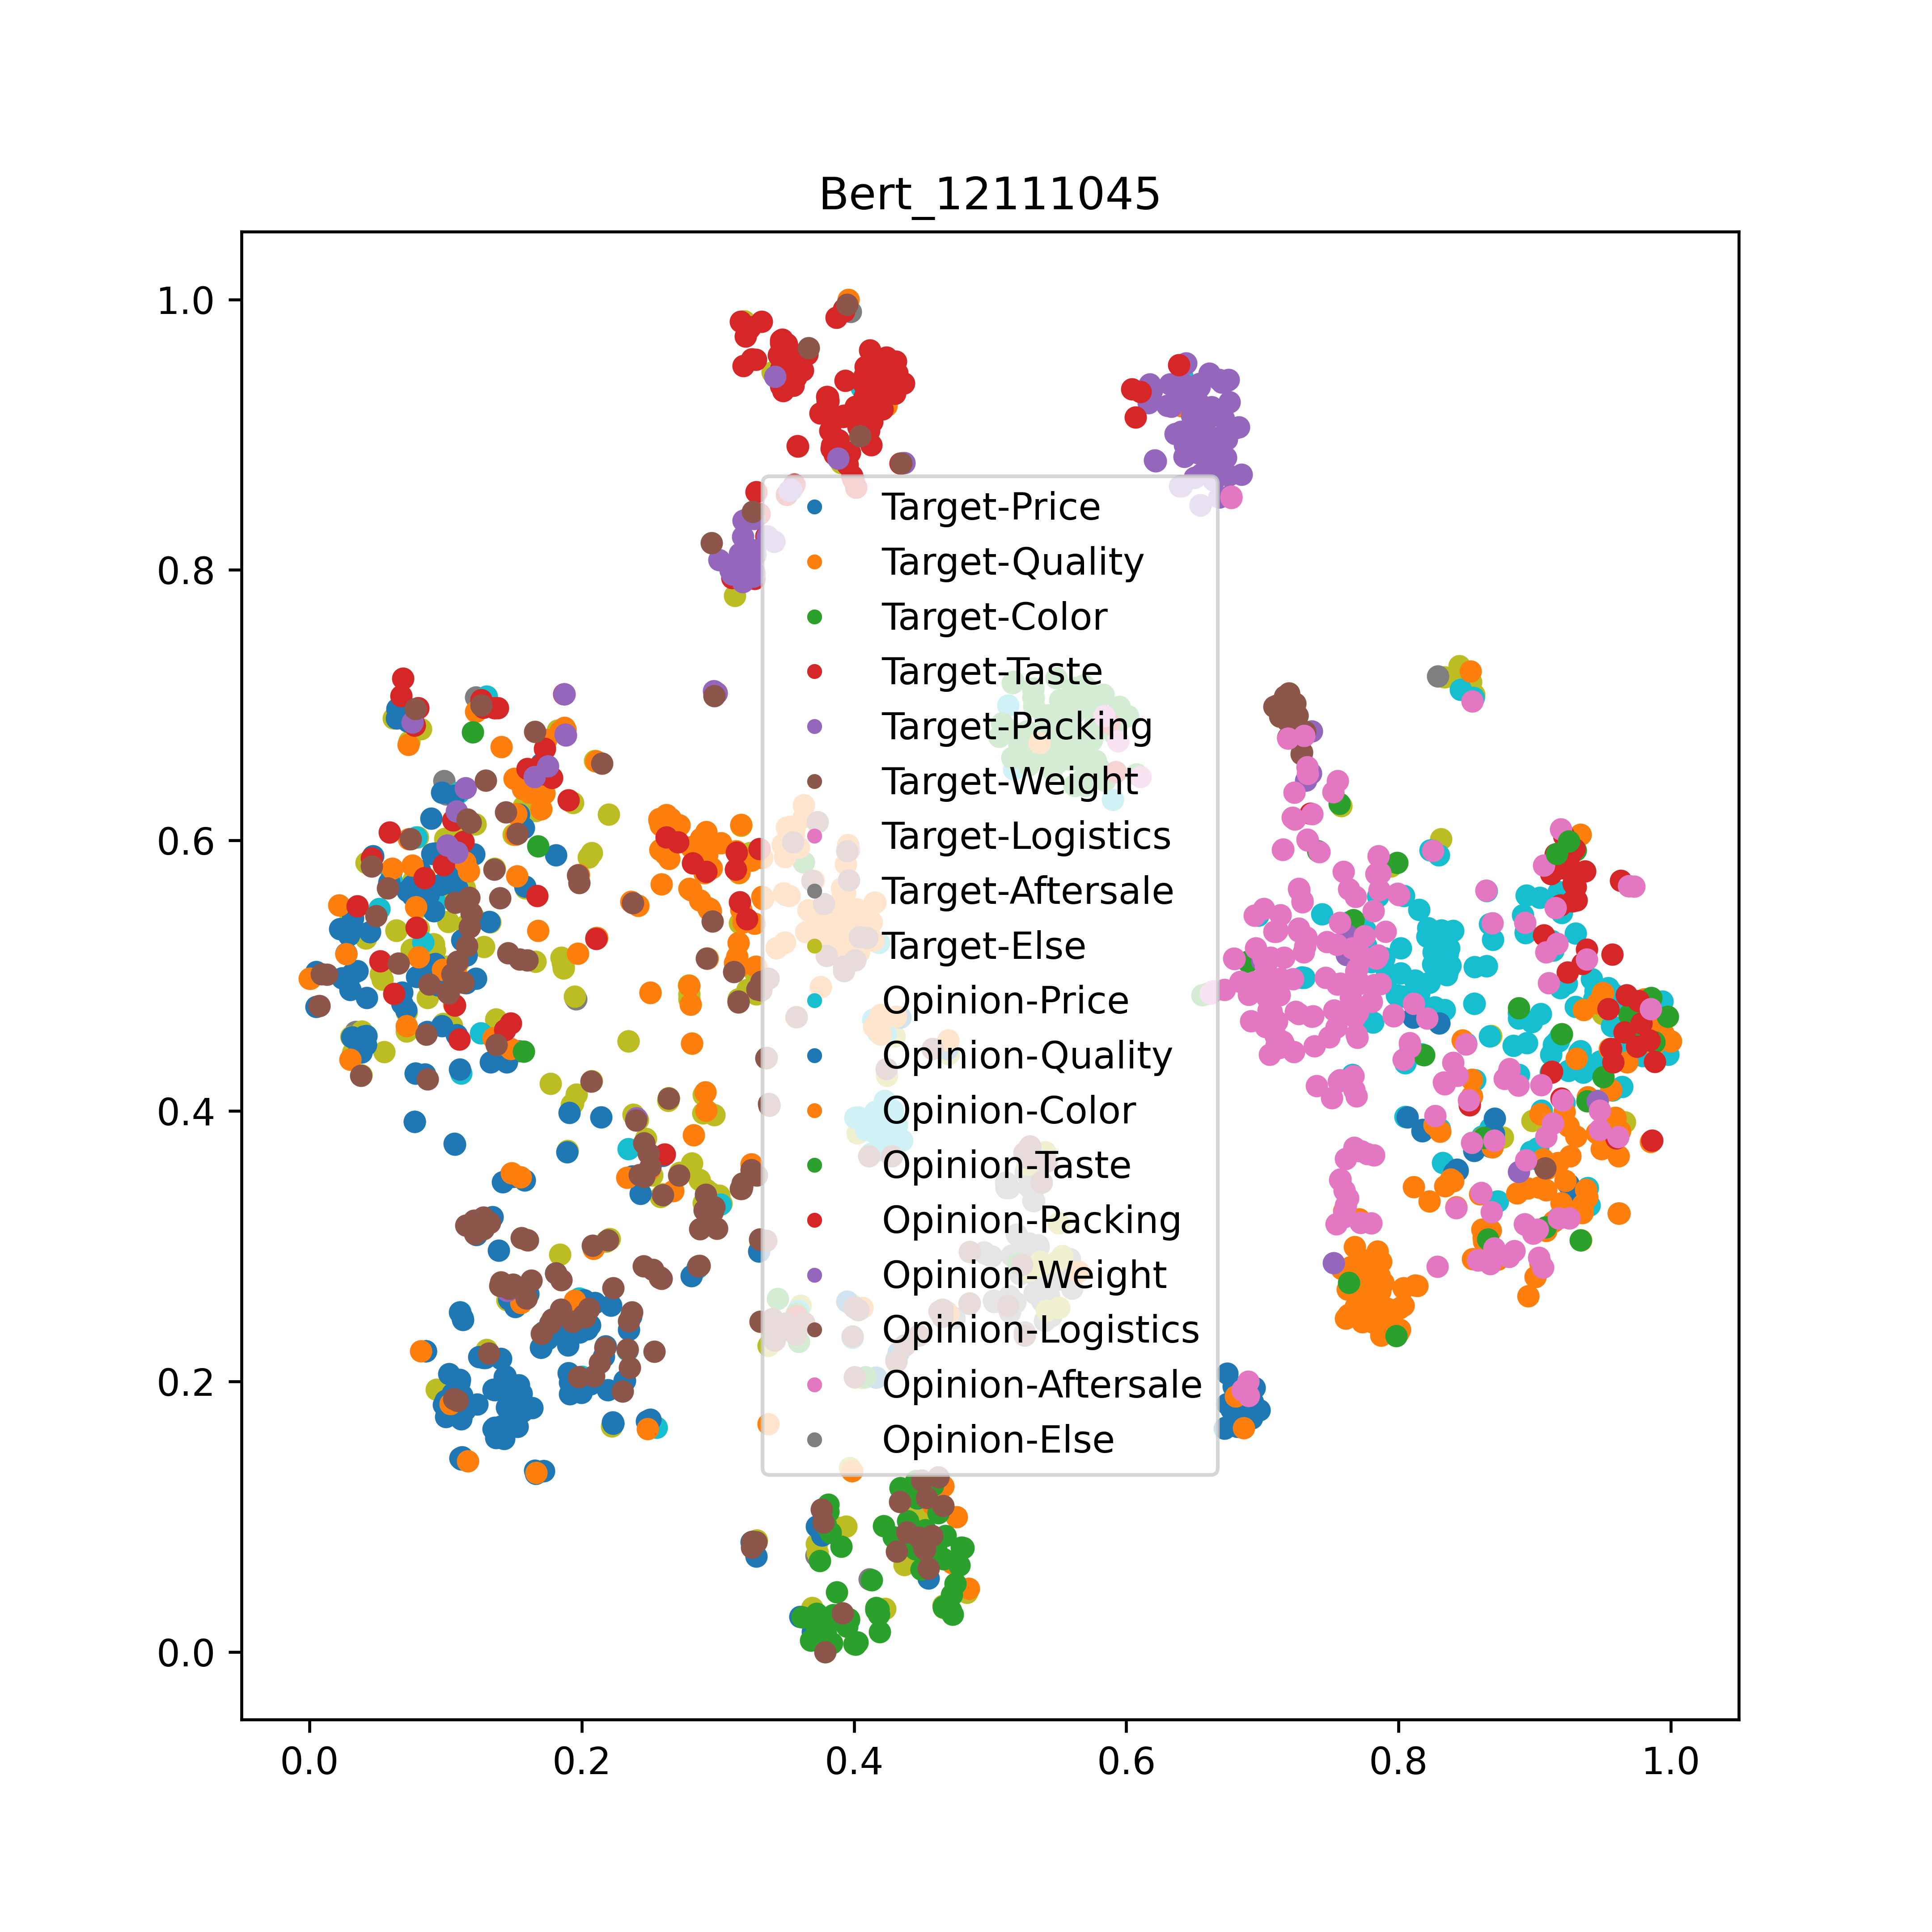 Bert_12111045
1.0
0.8
0.6
0.4
0.2
0.0
Target-Price
Target-Quality
Target-Color
Target-Taste
Target-Packing
Target-Weight
Target-Logistics
Target-Aftersale
Target-Else
Opinion-Price
Opinion-Quality
Opinion-Color
Opinion-Taste
Opinion-Packing
Opinion-Weight
Opinion-Logistics
Opinion-Aftersale
Opinion-Else
0.0 0.2 0.4 0.6 0.8 1.0